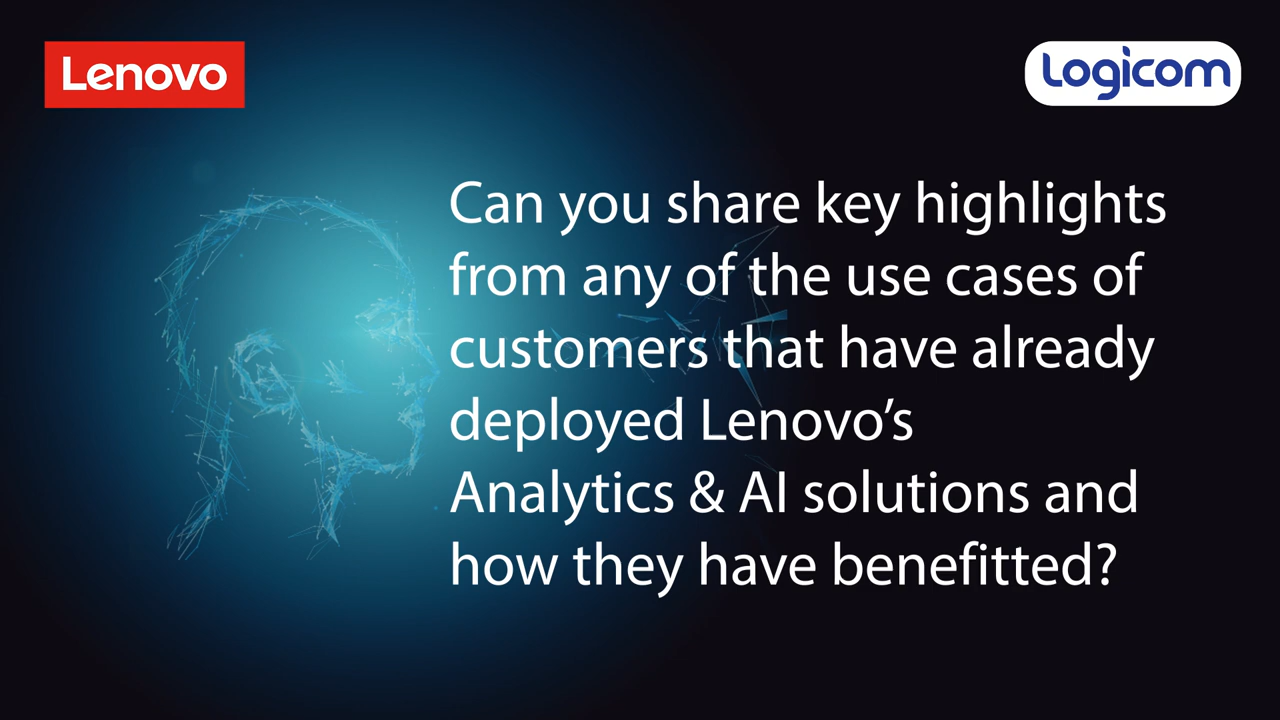 Lenovo
Logicom
Can you share key highlights
from any of the use cases of
customers that have already
deployed Lenovo’s
Analytics & AI solutions and
how they have benefitted?